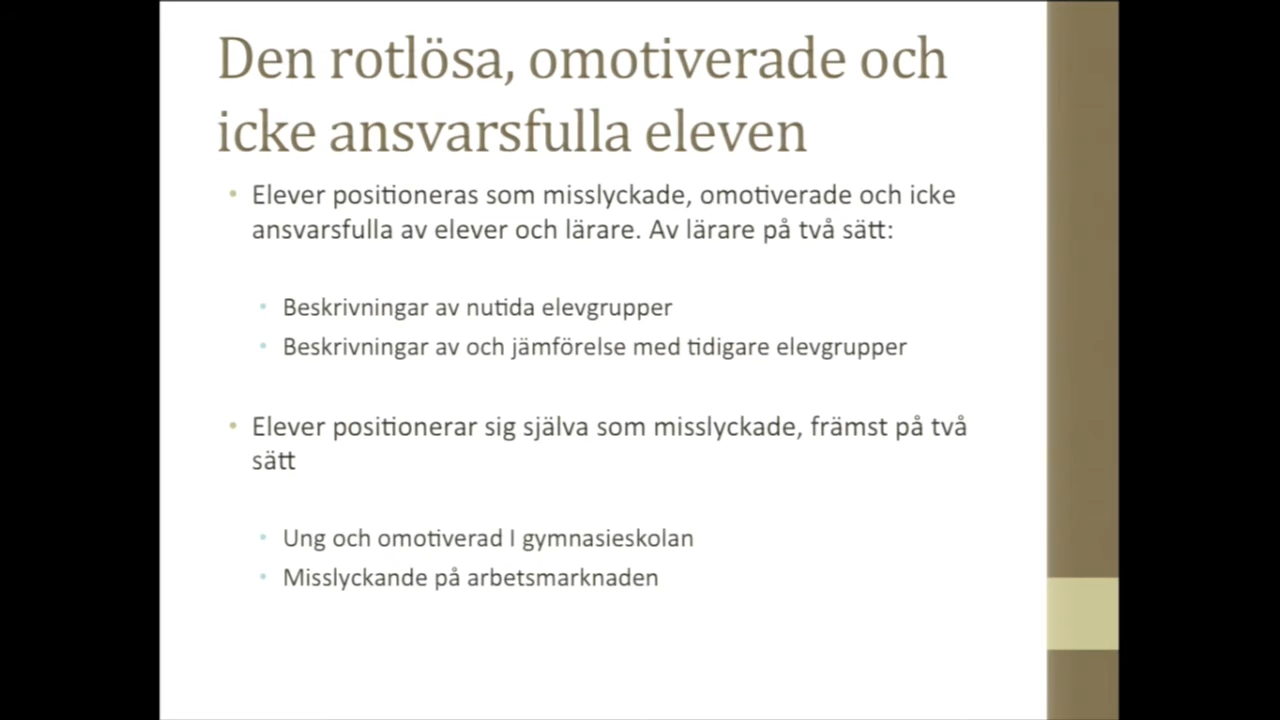 Den rotlösa, omotiverade och
icke ansvarsfulla eleven
• Elever positioneras som misslyckade, omotiverade och icke
ansvarsfulla av elever och lärare. Av lärare på två sätt:
• Beskrivningar av nutida elevgrupper
• Beskrivningar av och jämförelse med tidigare elevgrupper
• Elever positionerar sig själva som misslyckade, främst på två
sätt
• Ung och omotiverad I gymnasieskolan
• Misslyckande på arbetsmarknaden